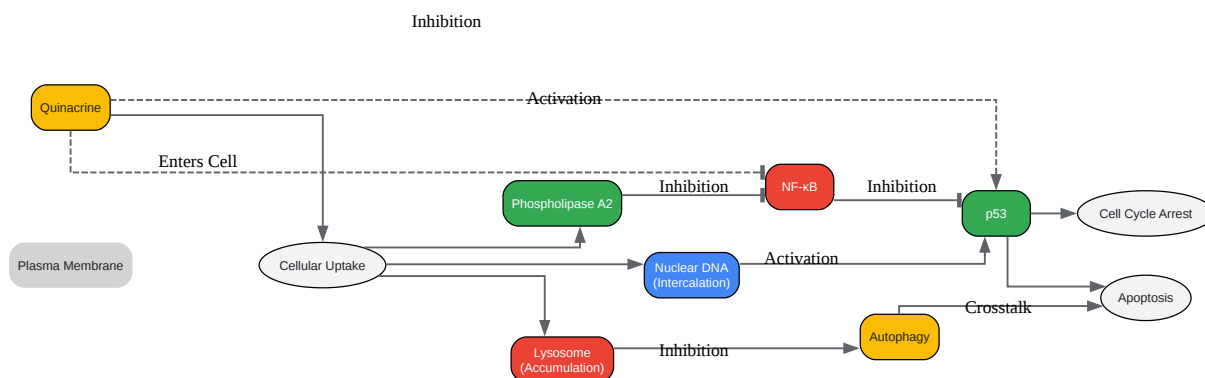 Inhibition
Quinacrine
Activation
Enters Cell
NF-κB
Inhibition
Inhibition
Phospholipase A2
p53
Cell Cycle Arrest
Plasma Membrane
Cellular Uptake
Nuclear DNA
(Intercalation)
Activation
Apoptosis
Crosstalk
Autophagy
Lysosome
(Accumulation)
Inhibition